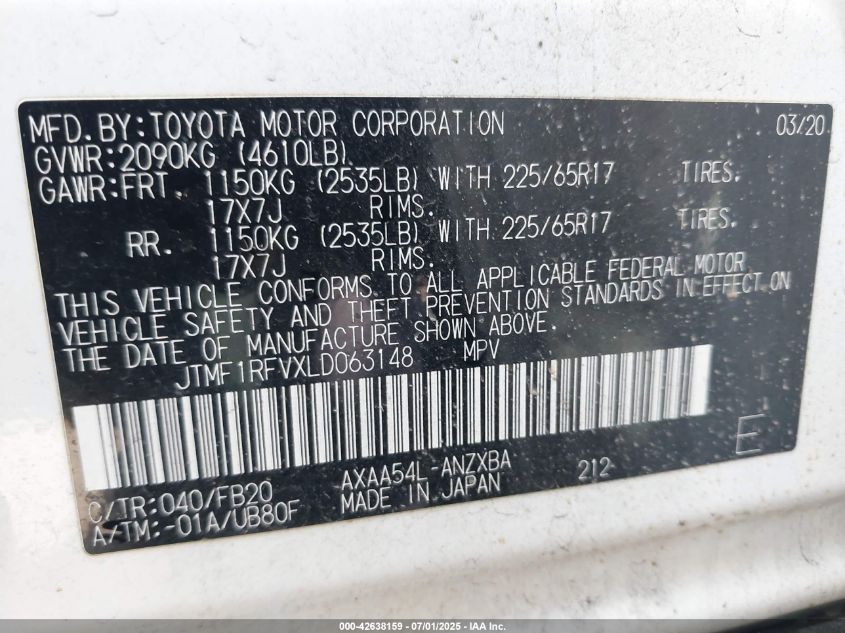 MFD.BY:TOYOTA MOTOR CORPORATION 03/20
GVWR:2090KG (4610LB)
GAWR:FRT. 1150KG (2535LB) WITH 225/65R17 TIRES.
17X7J RIMS.
RR. 1150KG (2535LB) WITH 225/65R17 TIRES.
17X7J RIMS.
THIS VEHICLE CONFORMS TO ALL APPLICABLE FEDERAL MOTOR
VEHICLE SAFETY AND THEFT PREVENTION STANDARDS IN EFFECT ON
THE DATE OF MANUFACTURE SHOWN ABOVE.
JTMF1RFVXLD063148 MPV
E
C/TR:040/FB20 AXAA54L-ANZXBA 212
A/TM:-01A/UB80F MADE IN JAPAN
000-42638159 - 07/01/2025 - IAA Inc.